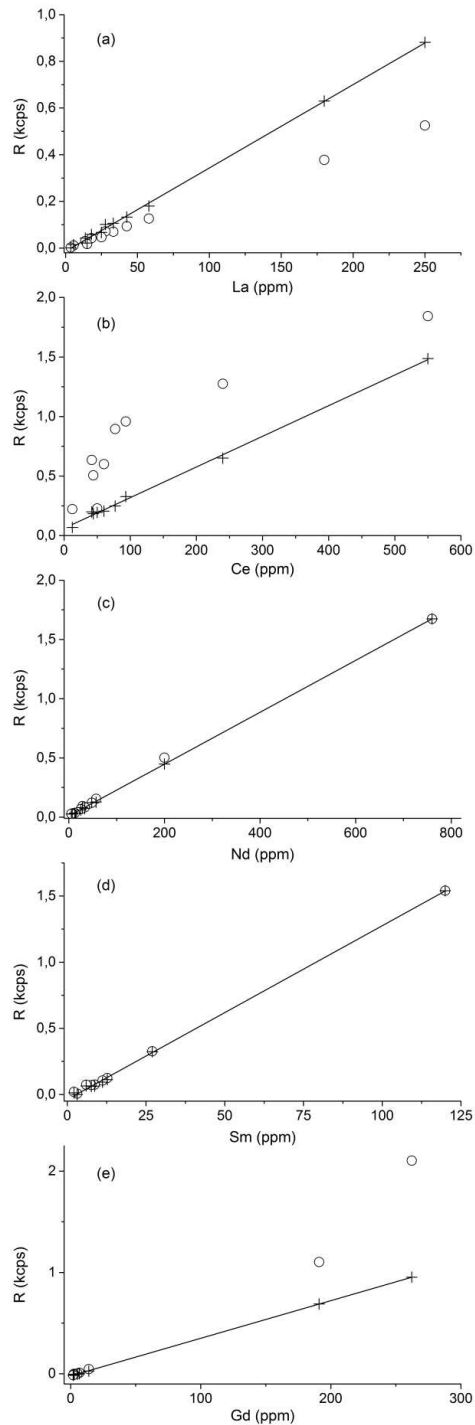 (a)
1,0
0,8
0,6
0,4
0,2
0,0
R (kcps)
0 50 100 150 200 250
La (ppm)
(b)
2,0
1,5
1,0
0,5
0,0
R (kcps)
0 100 200 300 400 500 600
Ce (ppm)
(c)
2,0
1,5
1,0
0,5
0,0
R (kcps)
0 200 400 600 800
Nd (ppm)
(d)
1,5
1,0
0,5
0,0
R (kcps)
0 25 50 75 100 125
Sm (ppm)
(e)
2
1
0
R (kcps)
0 100 200 300
Gd (ppm)